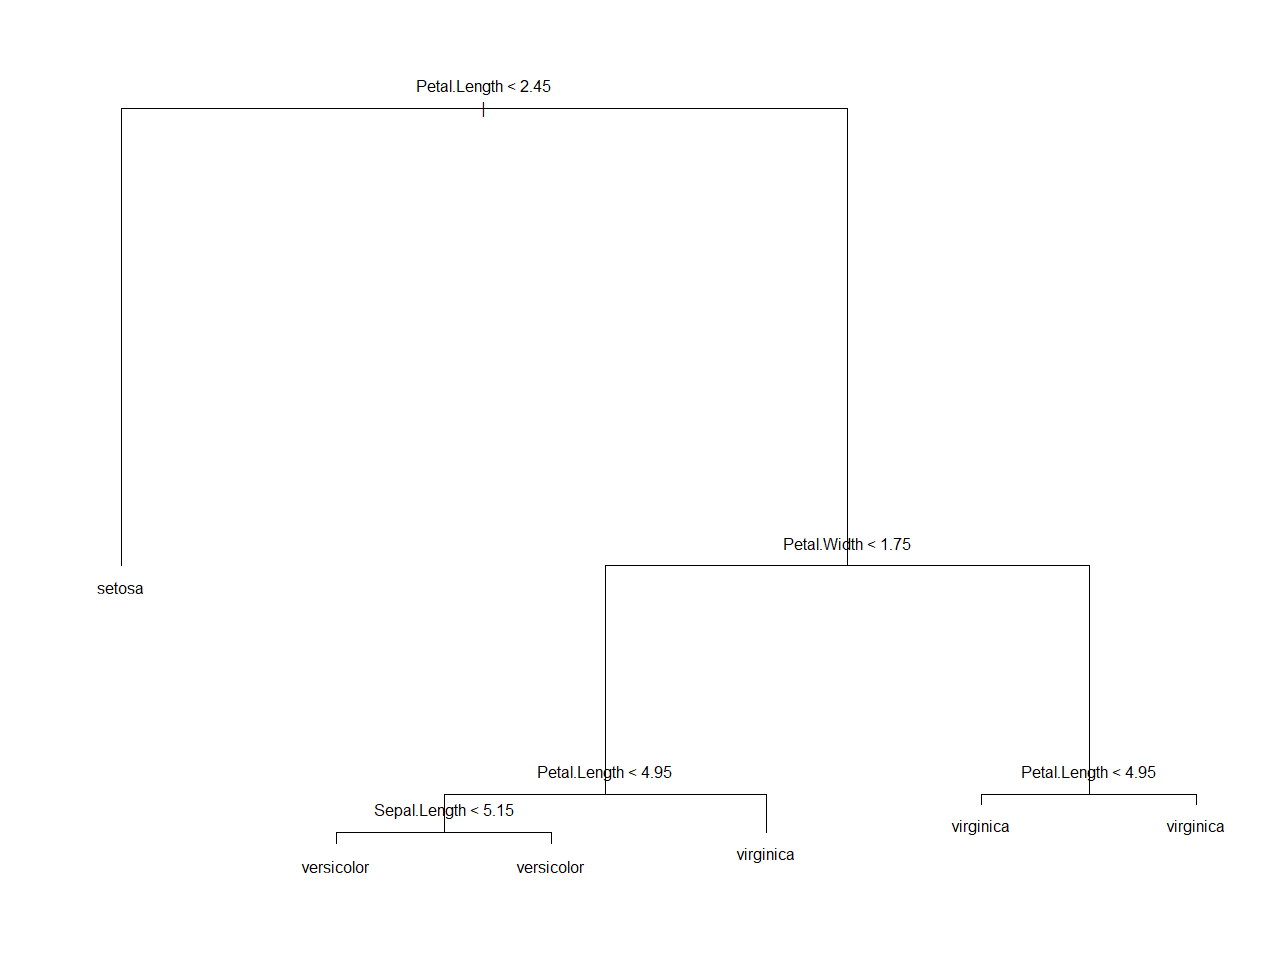 Petal.Length < 2.45
Petal.Width < 1.75
setosa
Petal.Length < 4.95
Petal.Length < 4.95
Sepal.Length < 5.15
virginica
virginica
virginica
versicolor
versicolor